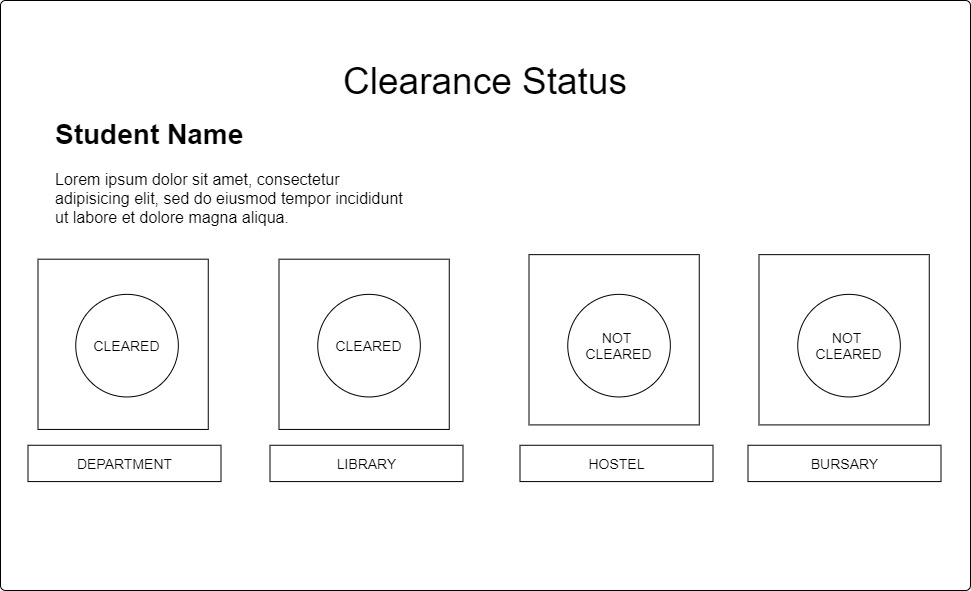 Clearance Status
Student Name
Lorem ipsum dolor sit amet, consectetur
adipisicing elit, sed do eiusmod tempor incididunt
ut labore et dolore magna aliqua.
CLEARED
CLEARED
NOT
CLEARED
NOT
CLEARED
DEPARTMENT
LIBRARY
HOSTEL
BURSARY